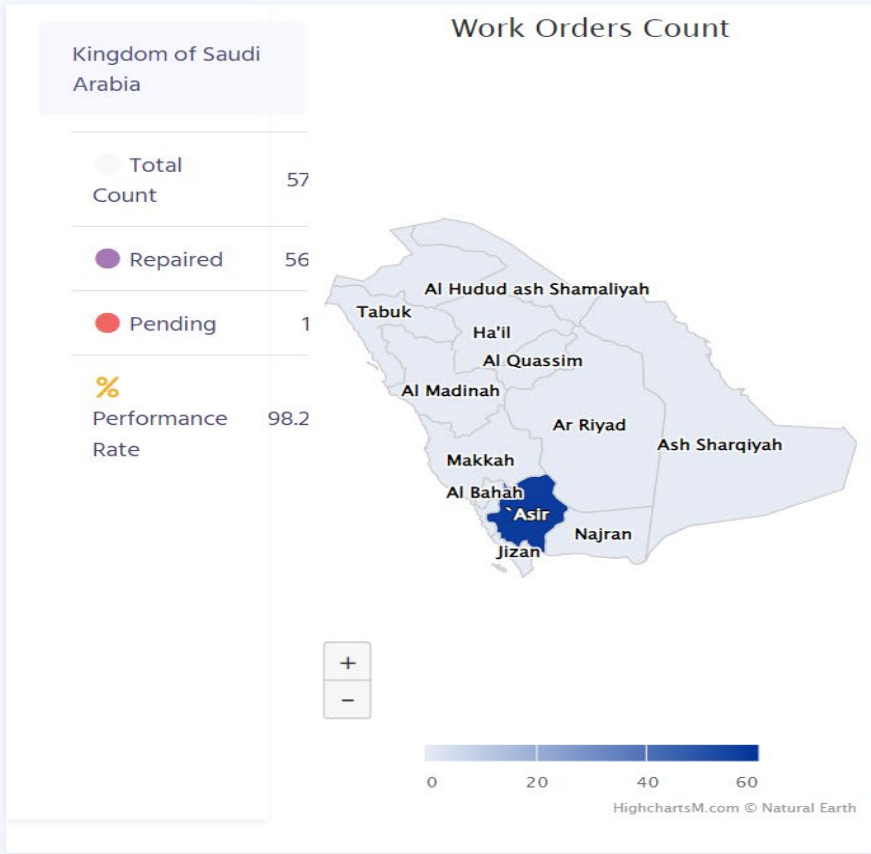 Work Orders Count
Kingdom of Saudi
Arabia
Total
Count 57
Repaired 56
Pending 1
%
Performance
Rate 98.2
Al Hudud ash Shamaliyah
Tabuk
Ha'il
Al Quassim
Al Madinah
Ar Riyad
Ash Sharqiyah
Makkah
Al Bahah
`Asir
Najran
Jizan
+
−
0 20 40 60
HighchartsM.com © Natural Earth